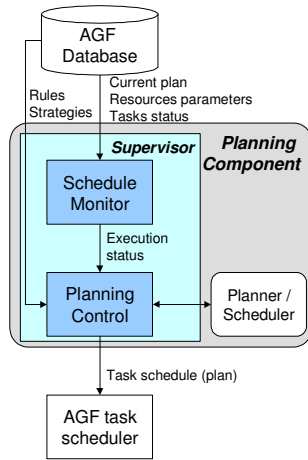 AGF
Database
Current plan
Resources parameters
Tasks status
Rules
Strategies
Planning
Component
Supervisor
Schedule
Monitor
Execution
status
Planning
Control
Planner /
Scheduler
Task schedule (plan)
AGF task
scheduler